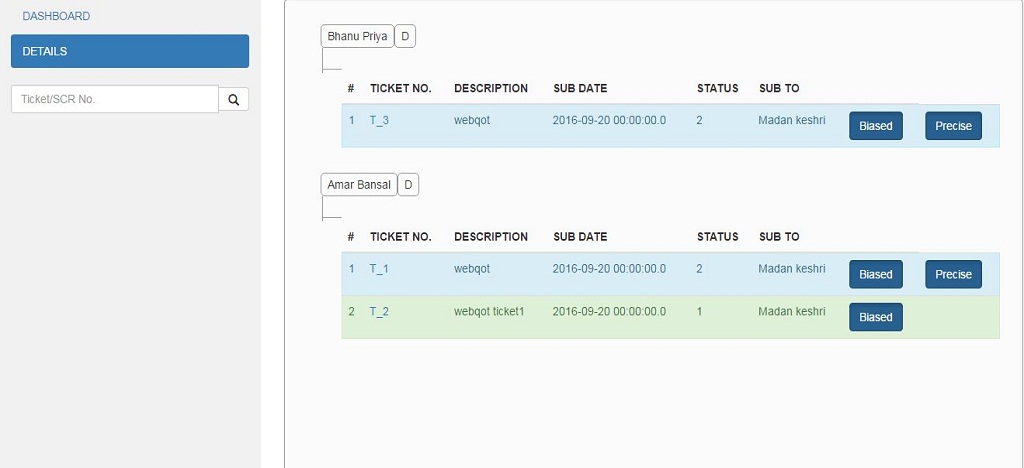 DASHBOARD
DETAILS
Ticket/SCR No.
Bhanu Priya D
# TICKET NO. DESCRIPTION SUB DATE STATUS SUB TO
1 T_3 webqot 2016-09-20 00:00:00.0 2 Madan keshri Biased Precise
Amar Bansal D
# TICKET NO. DESCRIPTION SUB DATE STATUS SUB TO
1 T_1 webqot 2016-09-20 00:00:00.0 2 Madan keshri Biased Precise
2 T_2 webqot ticket1 2016-09-20 00:00:00.0 1 Madan keshri Biased